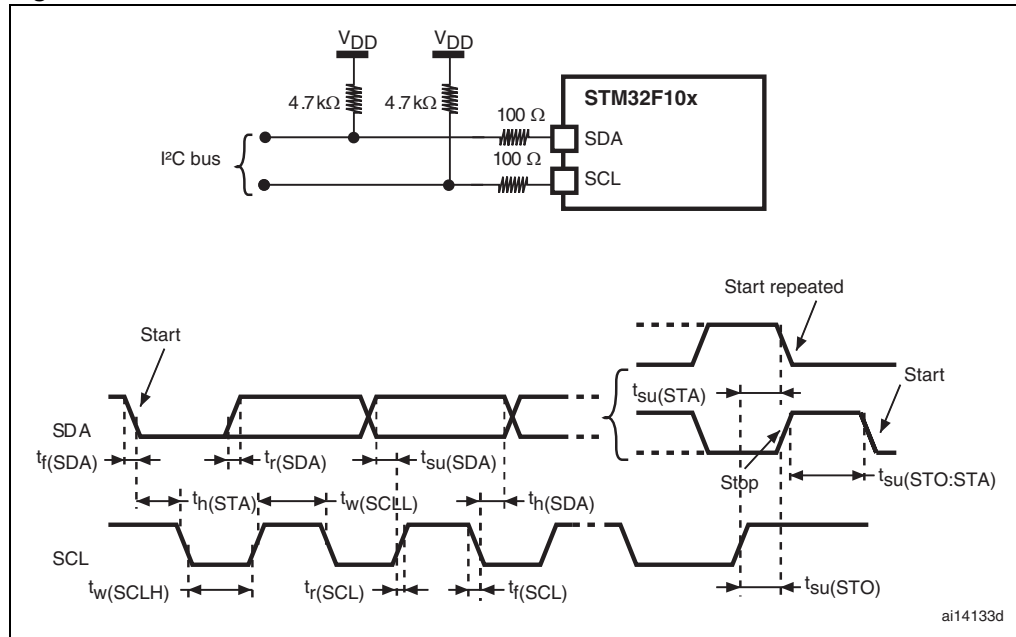 VDD VDD
4.7kΩ 4.7kΩ
STM32F10x
100 Ω
SDA
100 Ω
SCL
I²C bus
Start repeated
Start
Start
tsu(STA)
SDA
tf(SDA) tr(SDA) tsu(SDA)
Stop
tsu(STO:STA)
th(STA) tw(SCLL) th(SDA)
SCL
tw(SCLH) tr(SCL) tf(SCL) tsu(STO)
ai14133d